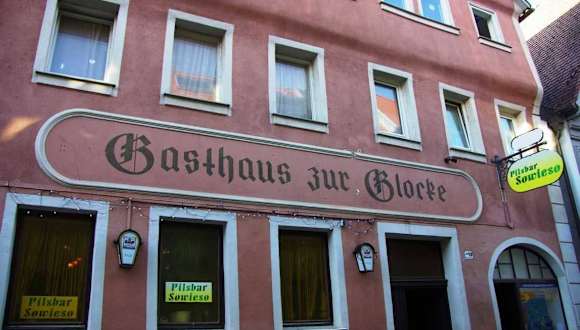 Gasthaus zur Glocke
Pilsbar
Sowieso
Pilsbar
Sowieso
Pilsbar
Sowieso